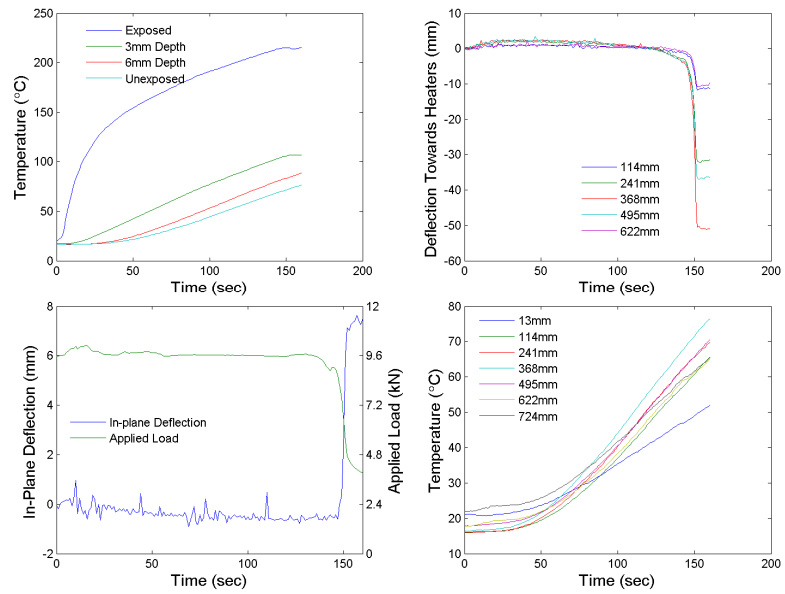 250
200
150
100
50
0
Temperature (°C)
Exposed
3mm Depth
6mm Depth
Unexposed
0 50 100 150 200
Time (sec)
10
0
-10
-20
-30
-40
-50
-60
Deflection Towards Heaters (mm)
114mm
241mm
368mm
495mm
622mm
0 50 100 150 200
Time (sec)
8
6
4
2
0
-2
In-Plane Deflection (mm)
In-plane Deflection
Applied Load
12
9.6
7.2
4.8
2.4
0
Applied Load (kN)
0 50 100 150
Time (sec)
80
70
60
50
40
30
20
10
Temperature (°C)
13mm
114mm
241mm
368mm
495mm
622mm
724mm
0 50 100 150 200
Time (sec)